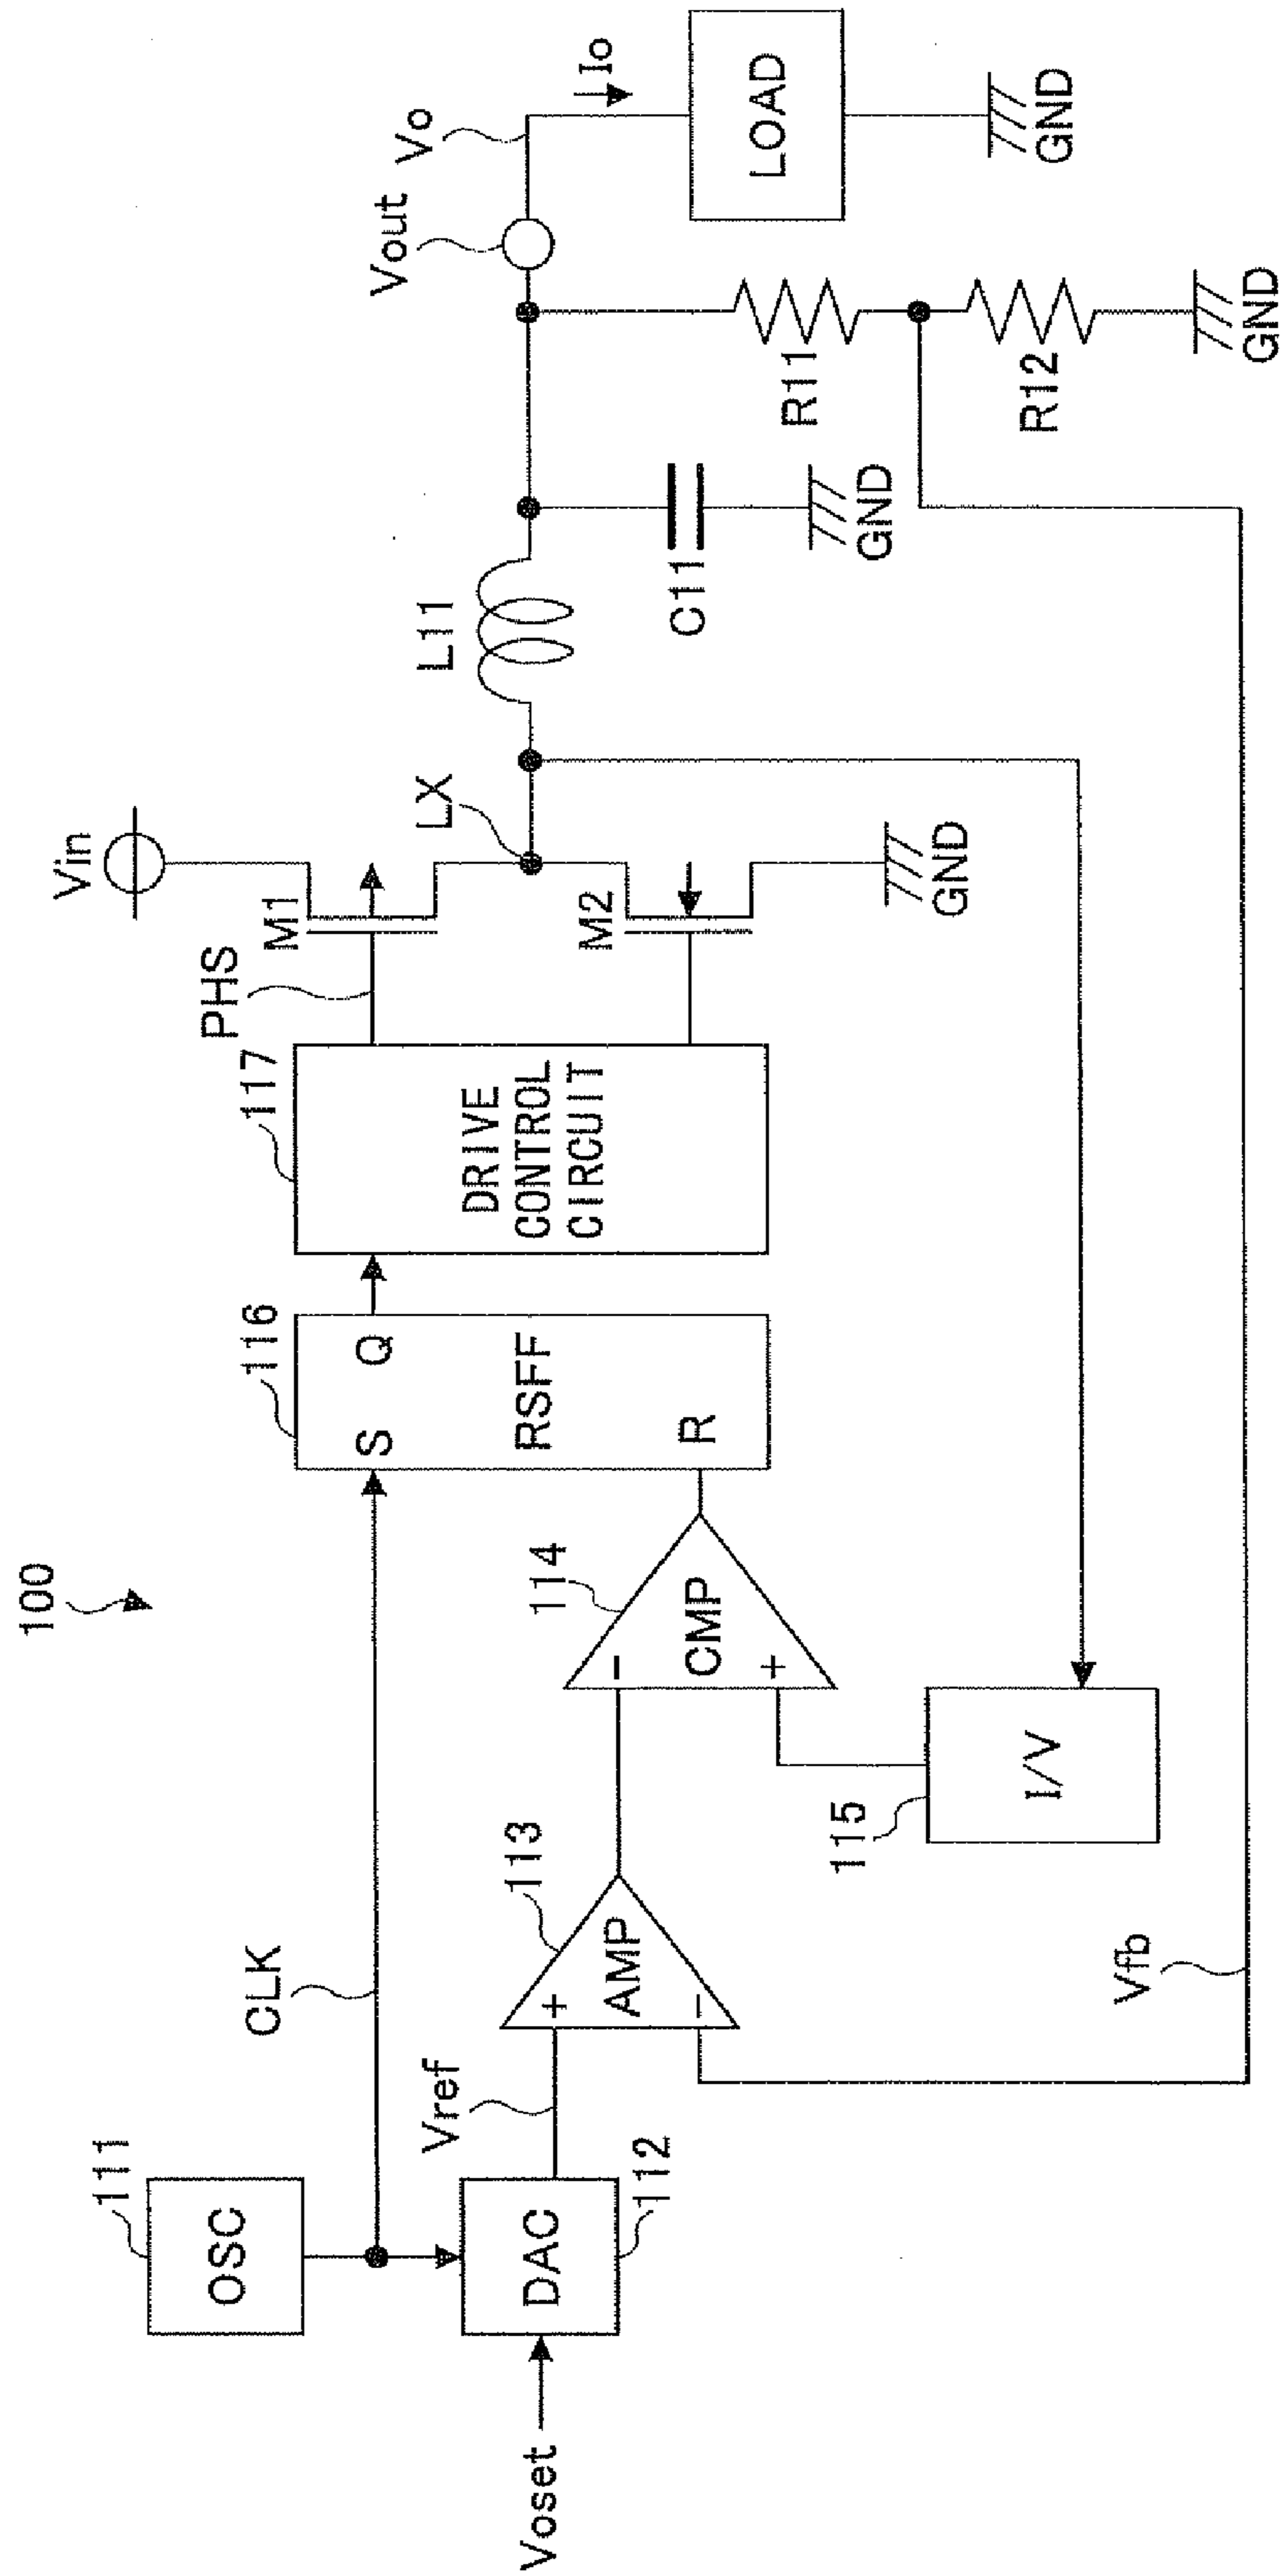 100
Voset
OSC
111
DAC
112
CLK
Vref
+
AMP
−
113
−
CMP
+
114
I/V
115
Vfb
S
Q
RSFF
R
116
DRIVE
CONTROL
CIRCUIT
117
PHS
Vin
M1
M2
LX
GND
L11
C11
GND
R11
R12
GND
Vout
Vo
Io
LOAD
GND